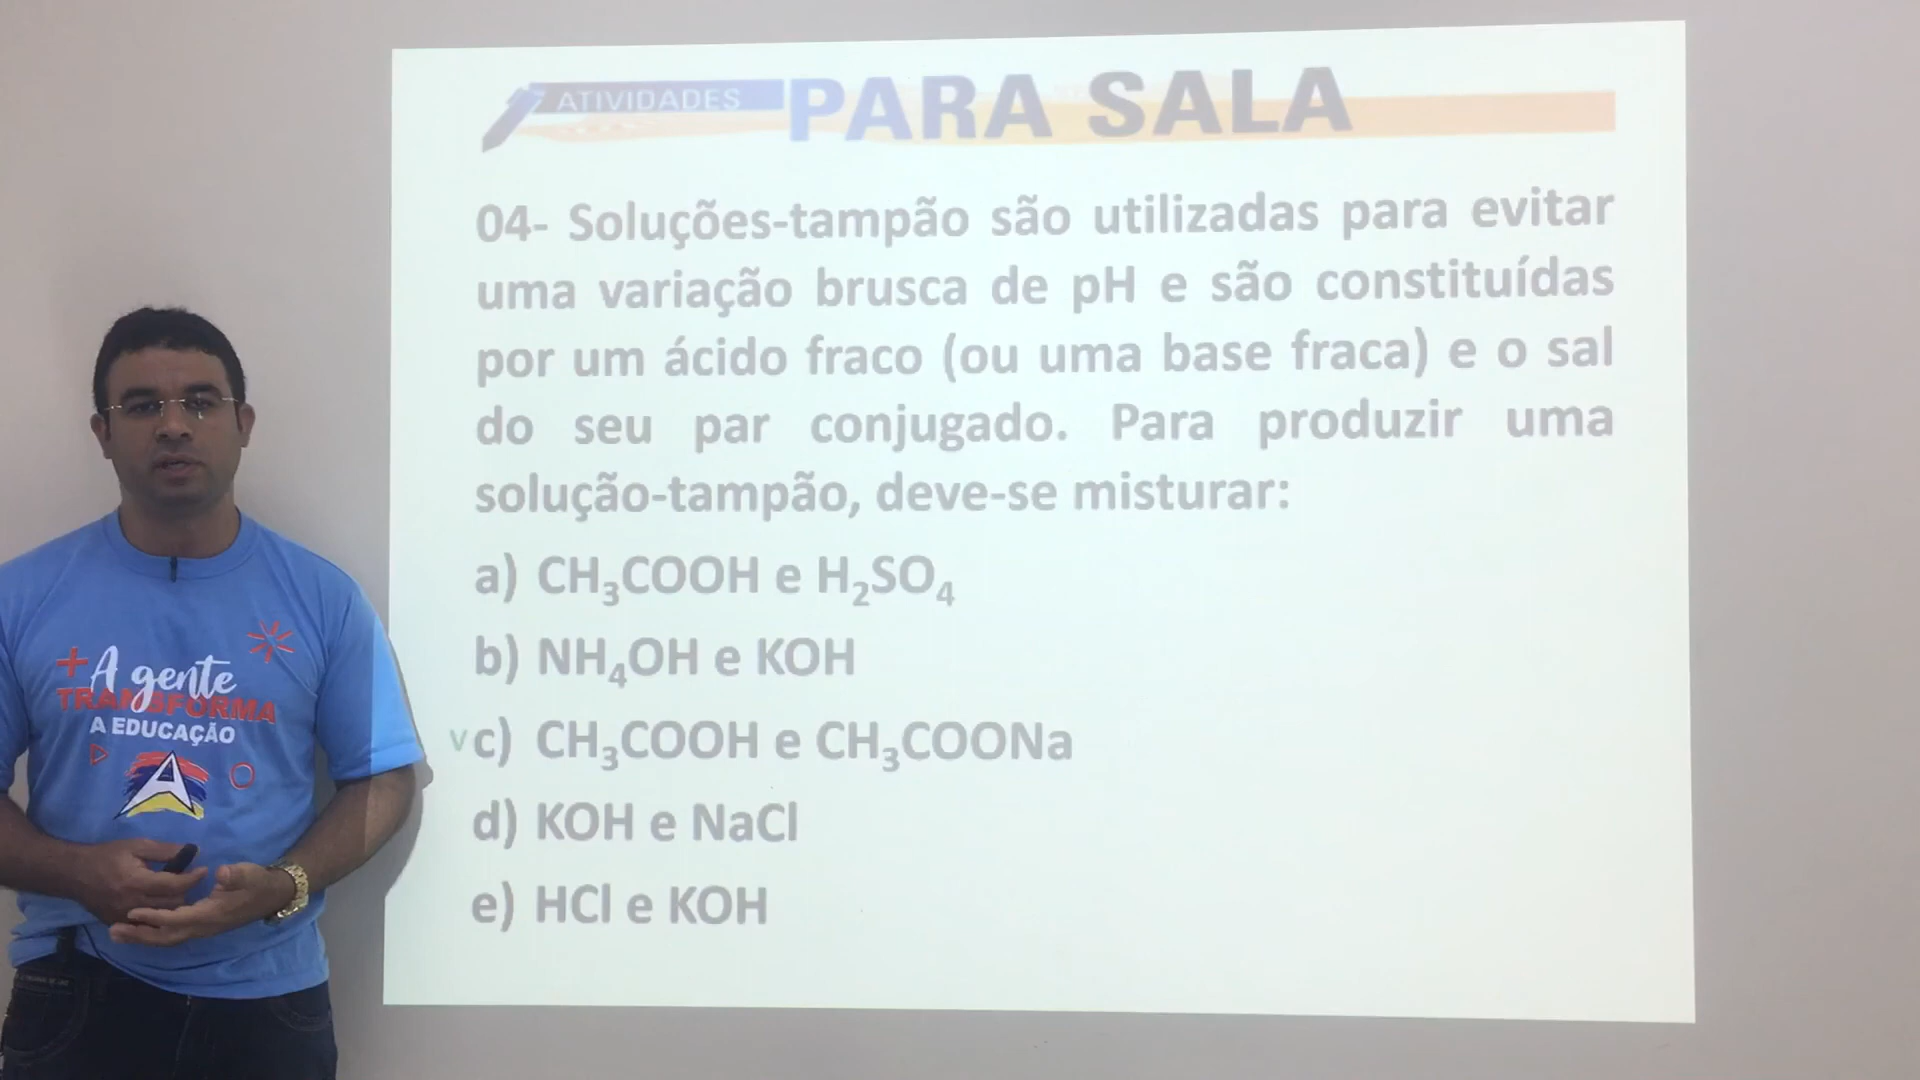 ATIVIDADES PARA SALA
04- Soluções-tampão são utilizadas para evitar
uma variação brusca de pH e são constituídas
por um ácido fraco (ou uma base fraca) e o sal
do seu par conjugado. Para produzir uma
solução-tampão, deve-se misturar:
a) CH₃COOH e H₂SO₄
b) NH₄OH e KOH
v c) CH₃COOH e CH₃COONa
d) KOH e NaCl
e) HCl e KOH
+ A gente
TRANSFORMA
A EDUCAÇÃO